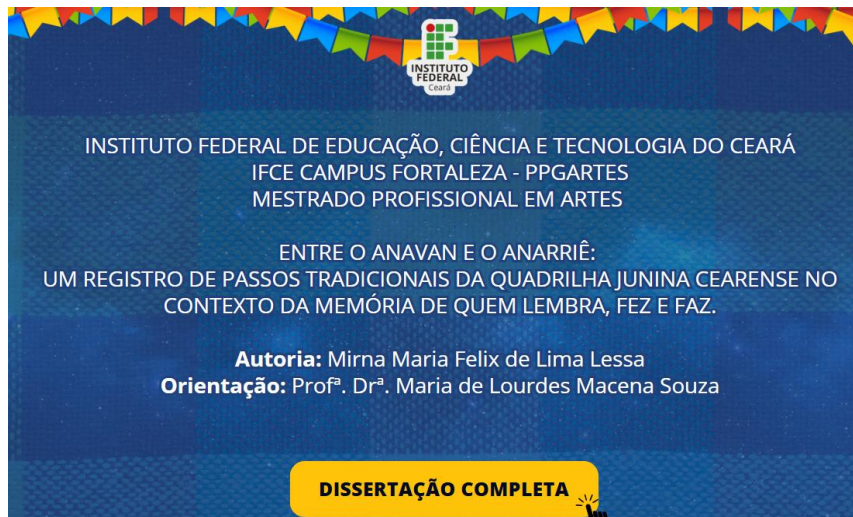 INSTITUTO
FEDERAL
Ceará
INSTITUTO FEDERAL DE EDUCAÇÃO, CIÊNCIA E TECNOLOGIA DO CEARÁ
IFCE CAMPUS FORTALEZA - PPGARTES
MESTRADO PROFISSIONAL EM ARTES
ENTRE O ANAVAN E O ANARRIÊ:
UM REGISTRO DE PASSOS TRADICIONAIS DA QUADRILHA JUNINA CEARENSE NO
CONTEXTO DA MEMÓRIA DE QUEM LEMBRA, FEZ E FAZ.
Autoria: Mirna Maria Felix de Lima Lessa
Orientação: Profª. Drª. Maria de Lourdes Macena Souza
DISSERTAÇÃO COMPLETA